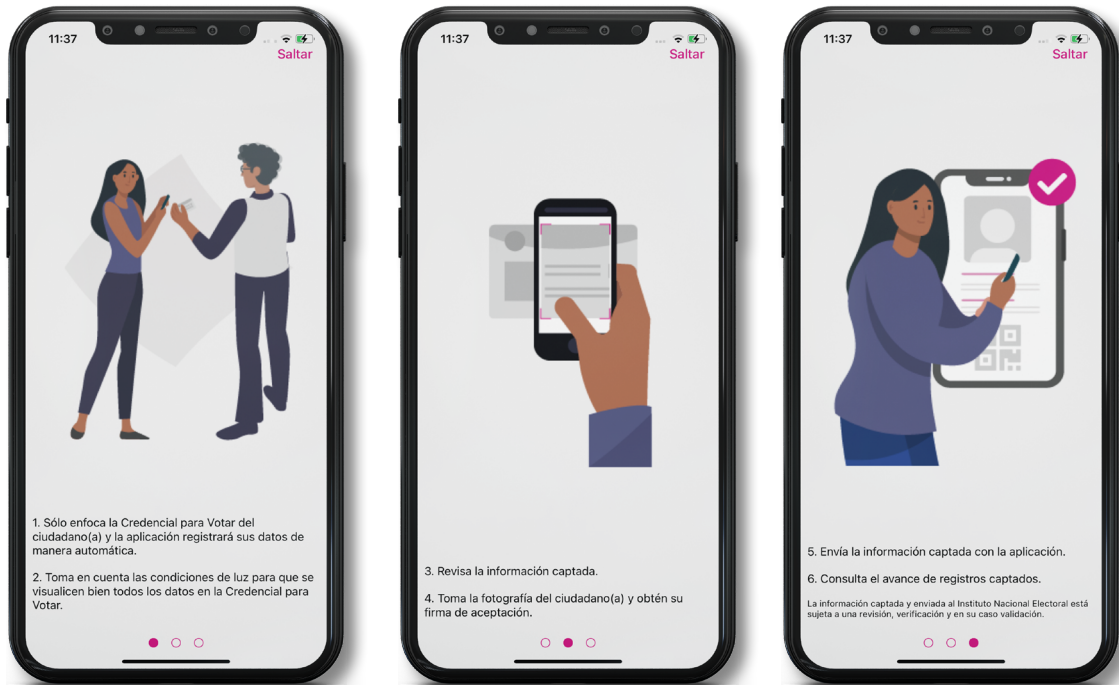 11:37
Saltar
1. Sólo enfoca la Credencial para Votar del
ciudadano(a) y la aplicación registrará sus datos de
manera automática.
2. Toma en cuenta las condiciones de luz para que se
visualicen bien todos los datos en la Credencial para
Votar.
11:37
Saltar
3. Revisa la información captada.
4. Toma la fotografía del ciudadano(a) y obtén su
firma de aceptación.
11:37
Saltar
5. Envía la información captada con la aplicación.
6. Consulta el avance de registros captados.
La información captada y enviada al Instituto Nacional Electoral está
sujeta a una revisión, verificación y en su caso validación.